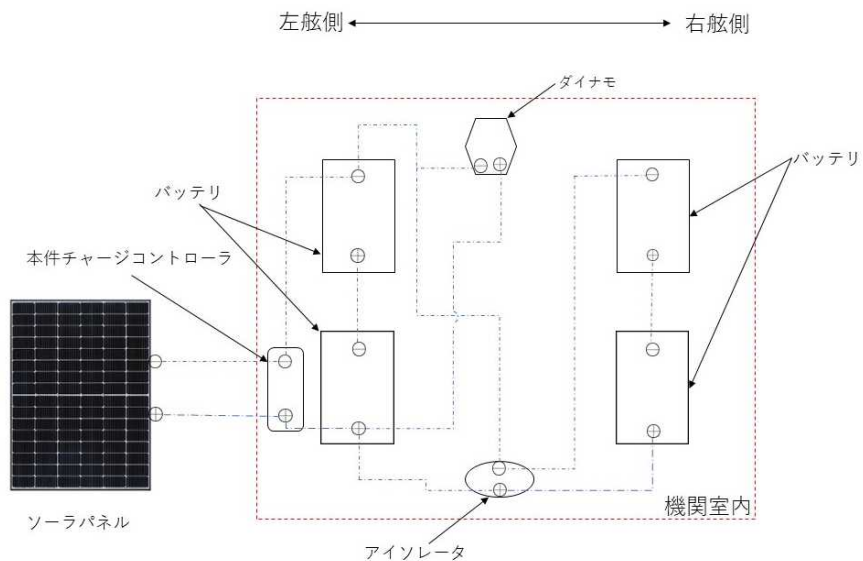 左舷側
右舷側
ダイナモ
バッテリ
バッテリ
本件チャージコントローラ
機関室内
ソーラパネル
アイソレータ